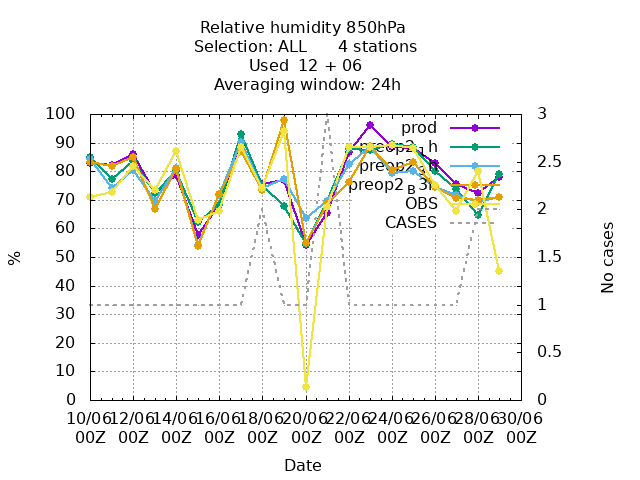 Relative humidity 850hPa
Selection: ALL 4 stations
Used 12 + 06
Averaging window: 24h
100
90
80
70
60
50
40
30
20
10
0
%
3
2.5
2
1.5
1
0.5
0
No cases
prod
h
preop2 B 3h
OBS
CASES
10/06 12/06 14/06 16/06 18/06 20/06 22/06 24/06 26/06 28/06 30/06
00Z 00Z 00Z 00Z 00Z 00Z 00Z 00Z 00Z 00Z 00Z
Date